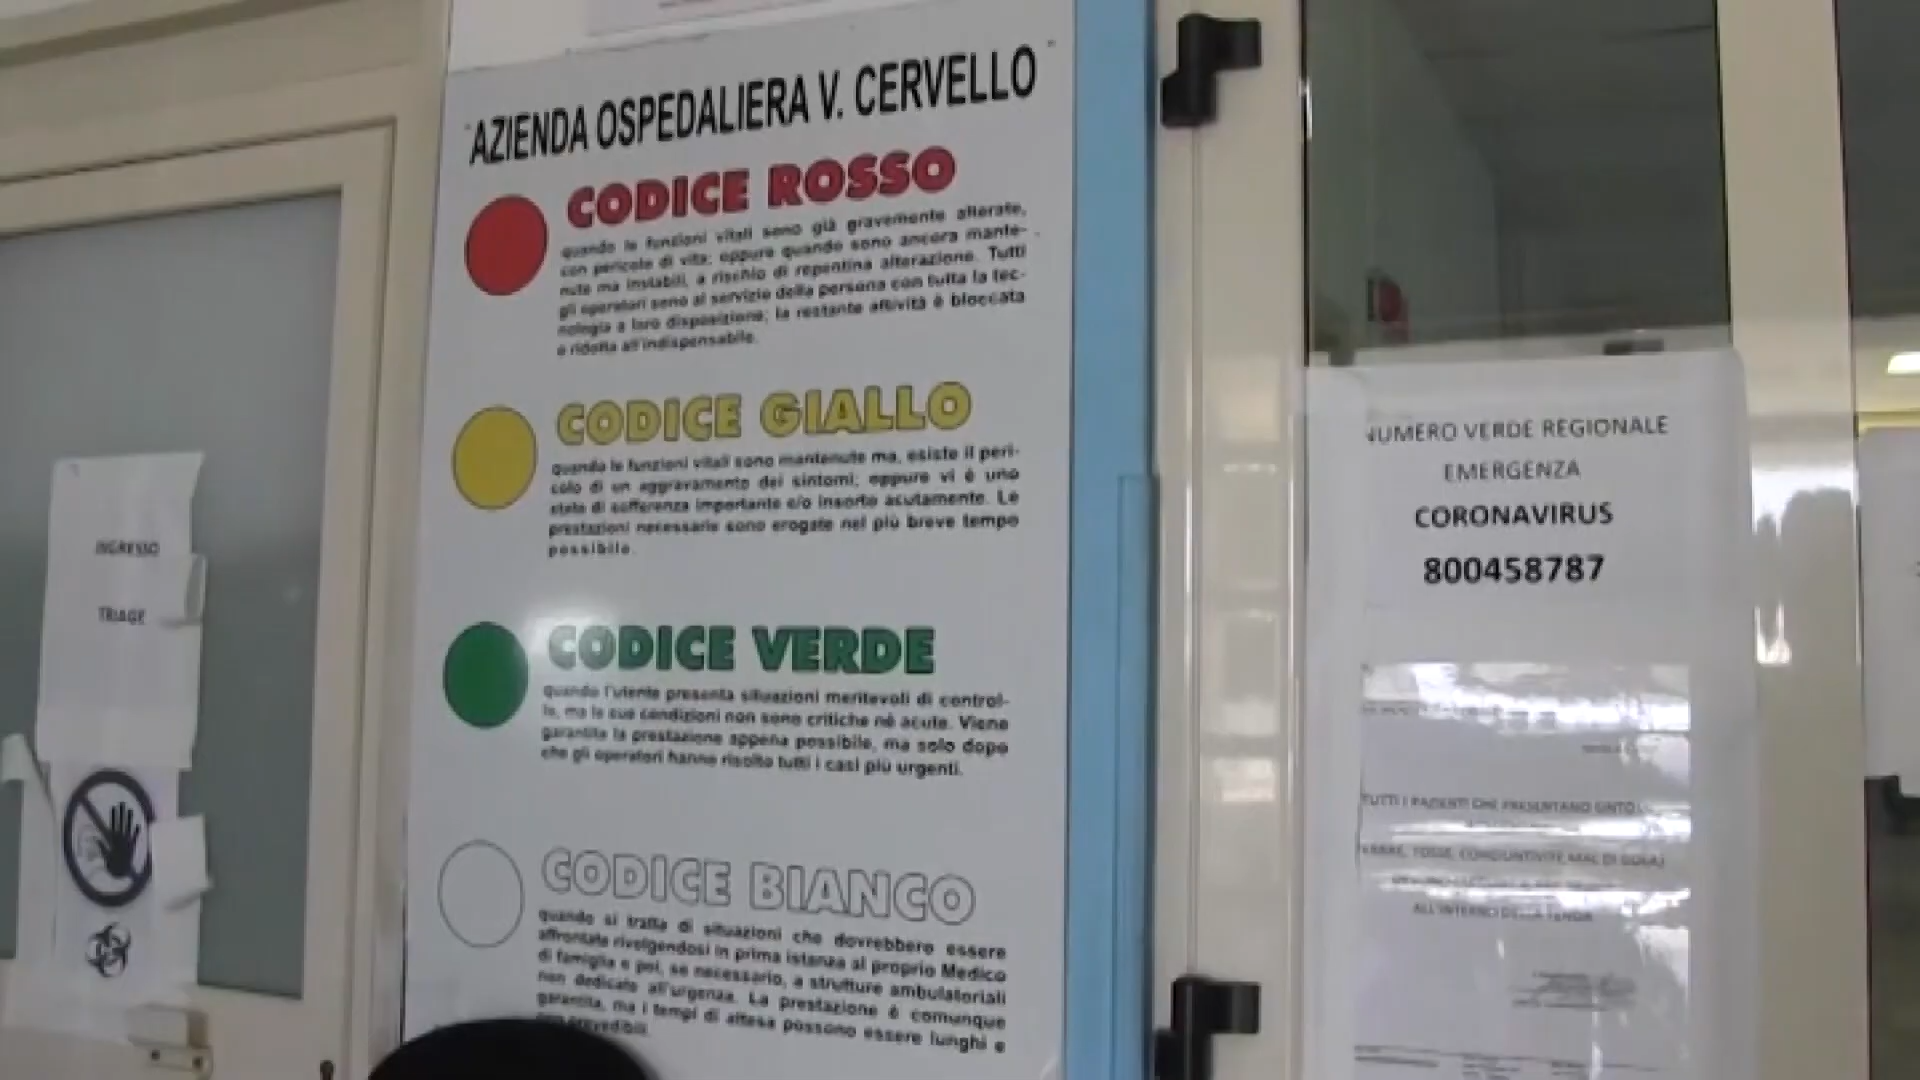 INGRESSO
TRIAGE
AZIENDA OSPEDALIERA V. CERVELLO
CODICE ROSSO
quando le funzioni vitali sono già gravemente alterate,
con pericolo di vita; oppure quando sono ancora mante-
nute ma instabili, a rischio di repentina alterazione. Tutti
gli operatori sono al servizio della persona con tutta la tec-
nologia a loro disposizione; la restante attività è bloccata
o ridotta all'indispensabile.
CODICE GIALLO
quando le funzioni vitali sono mantenute ma, esiste il peri-
colo di un aggravamento dei sintomi; oppure vi è uno
stato di sofferenza importante e/o insorto acutamente. Le
prestazioni necessarie sono erogate nel più breve tempo
possibile.
CODICE VERDE
quando l'utente presenta situazioni meritevoli di control-
lo, ma le sue condizioni non sono critiche nè acute. Viene
garantita la prestazione appena possibile, ma solo dopo
che gli operatori hanno risolto tutti i casi più urgenti.
CODICE BIANCO
quando si tratta di situazioni che dovrebbero essere
affrontate rivolgendosi in prima istanza al proprio Medico
di famiglia e poi, se necessario, a strutture ambulatoriali
non dedicate all'urgenza. La prestazione è comunque
garantita, ma i tempi di attesa possono essere lunghi e
NUMERO VERDE REGIONALE
EMERGENZA
CORONAVIRUS
800458787
TUTTI I PAZIENTI CHE PRESENTANO
TOSSE, CONGIUNTIVITE MAL DI GOLA)
ALL'INTERNO DELLA TENDA